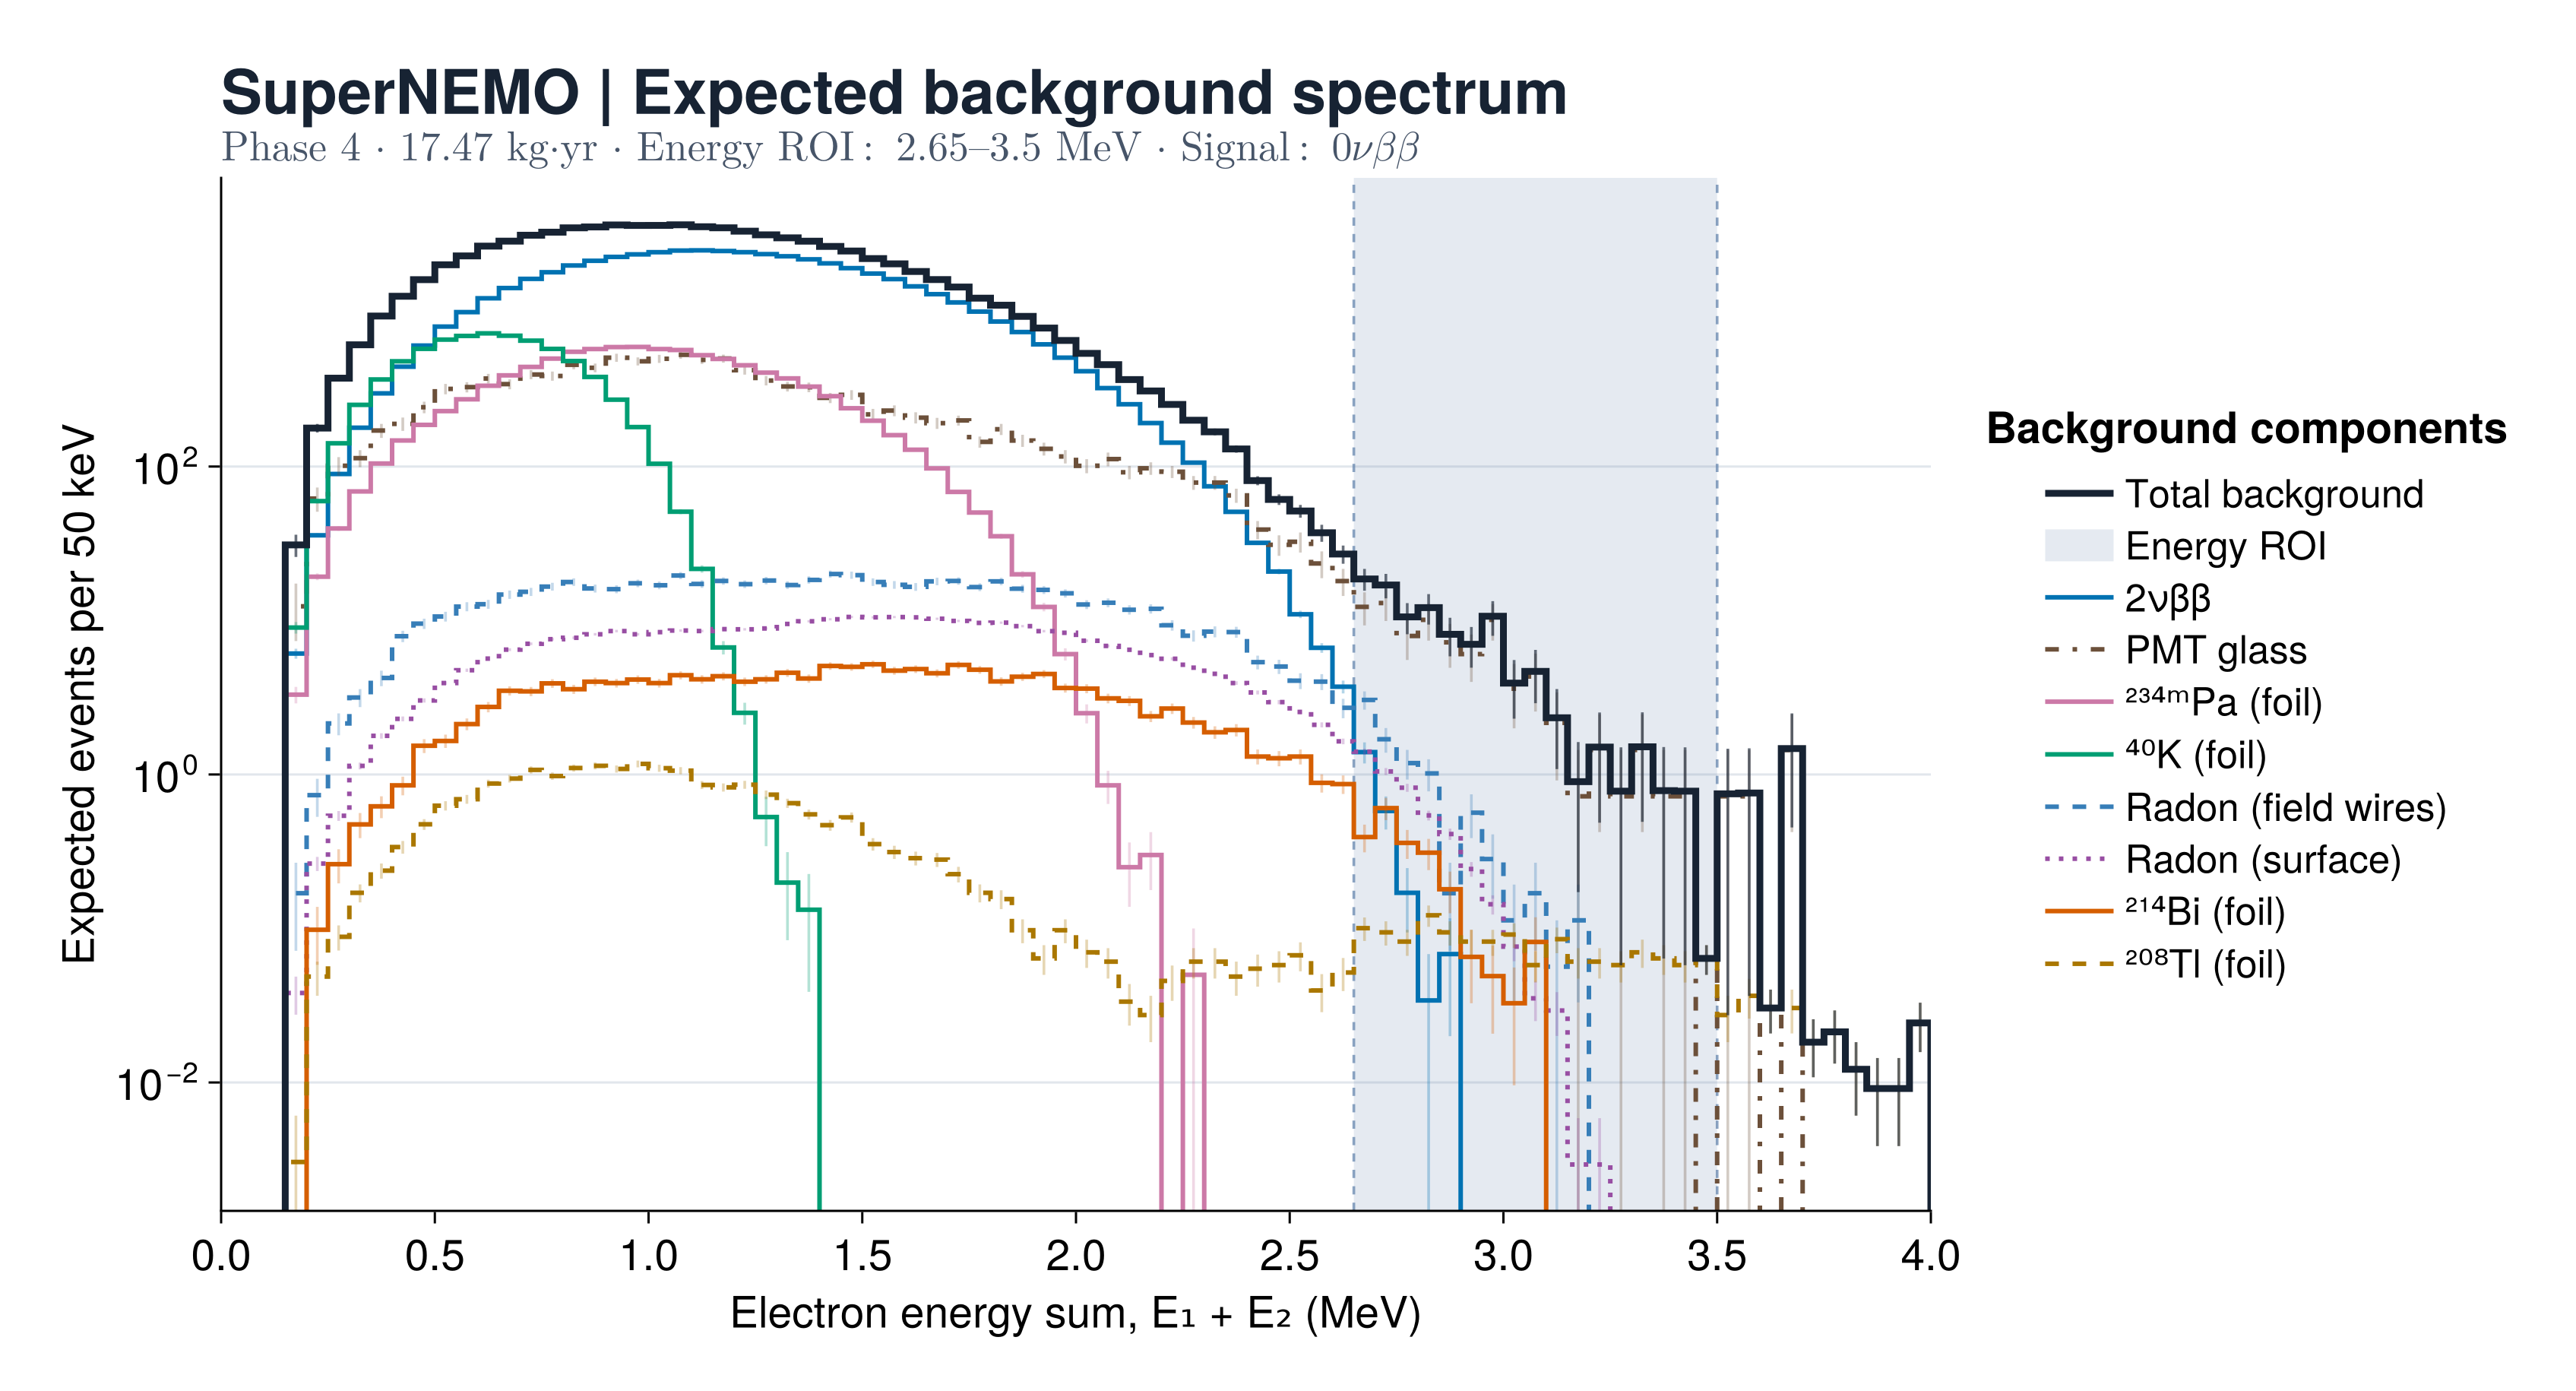 SuperNEMO | Expected background spectrum
Phase 4 · 17.47 kg·yr · Energy ROI: 2.65–3.5 MeV · Signal: 0νββ
Expected events per 50 keV
10²
10⁰
10⁻²
0.0 0.5 1.0 1.5 2.0 2.5 3.0 3.5 4.0
Electron energy sum, E₁ + E₂ (MeV)
Background components
Total background
Energy ROI
2νββ
PMT glass
²³⁴ᵐPa (foil)
⁴⁰K (foil)
Radon (field wires)
Radon (surface)
²¹⁴Bi (foil)
²⁰⁸Tl (foil)